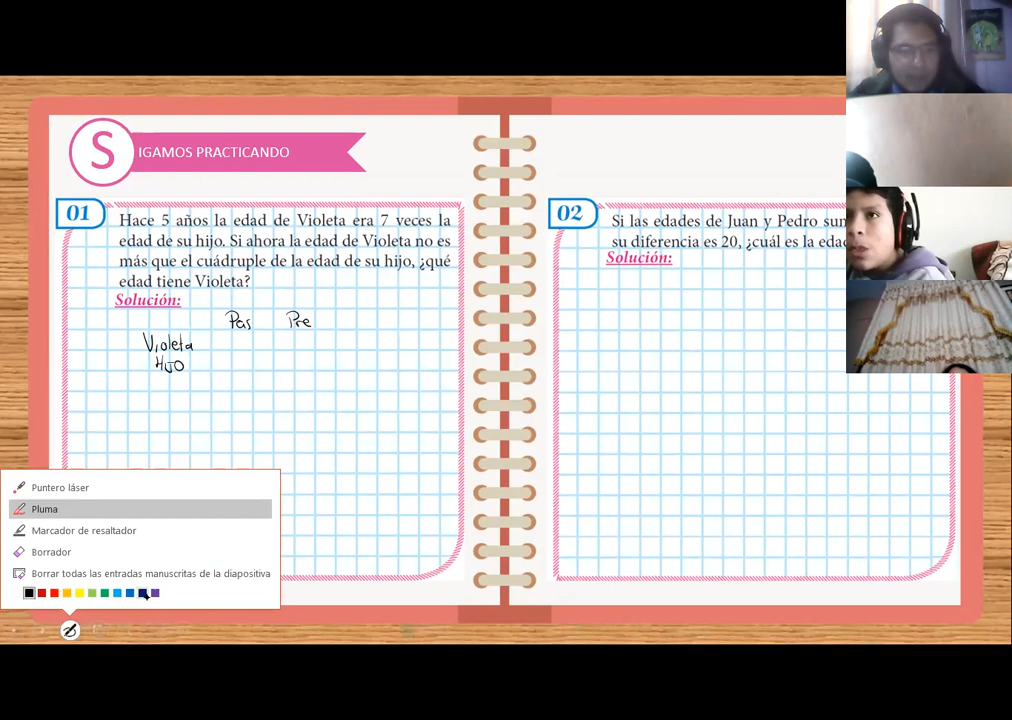 S
IGAMOS PRACTICANDO
01
Hace 5 años la edad de Violeta era 7 veces la
edad de su hijo. Si ahora la edad de Violeta no es
más que el cuádruple de la edad de su hijo, ¿qué
edad tiene Violeta?
Solución:
Pas Pre
Violeta
HIJO
02
Si las edades de Juan y Pedro
su diferencia es 20, ¿cuál es la
Solución:
Puntero láser
Pluma
Marcador de resaltador
Borrador
Borrar todas las entradas manuscritas de la diapositiva